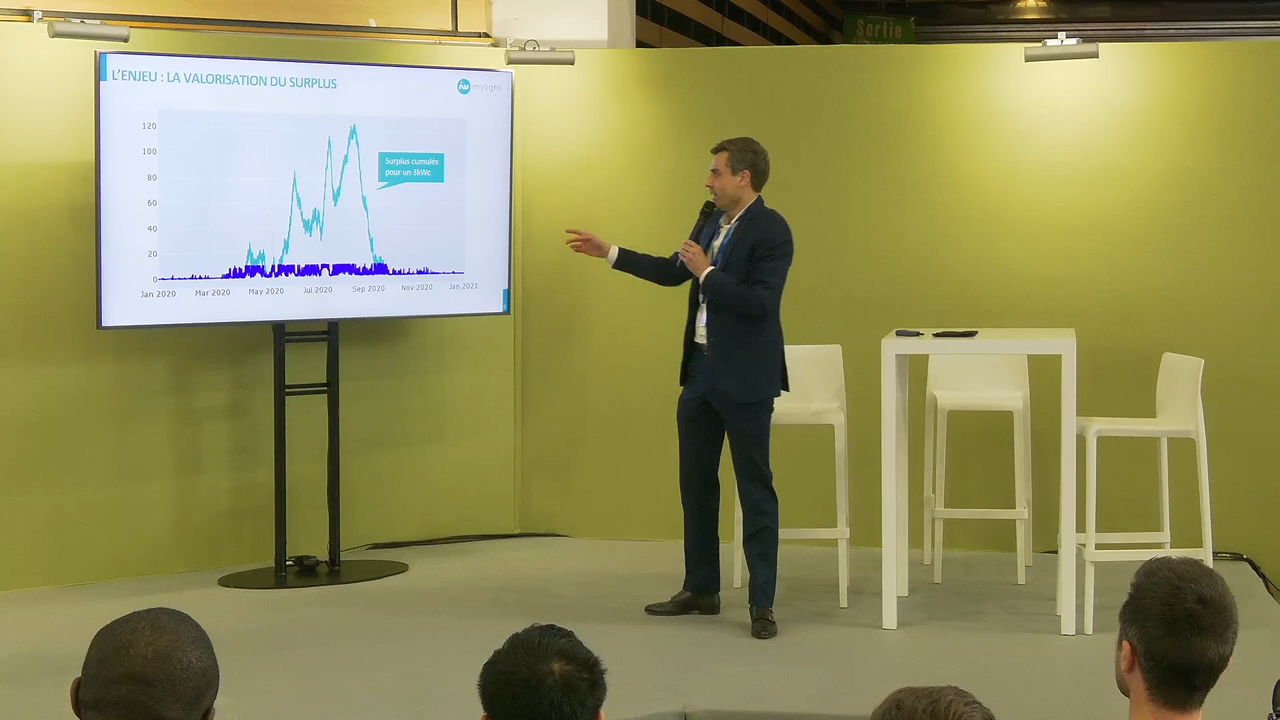 Sortie
L'ENJEU : LA VALORISATION DU SURPLUS
mylight
120
100
80
60
40
20
0
Surplus cumulés
pour un 3kWc
Jan 2020 Mar 2020 May 2020 Jul 2020 Sep 2020 Nov 2020 Jan 2021